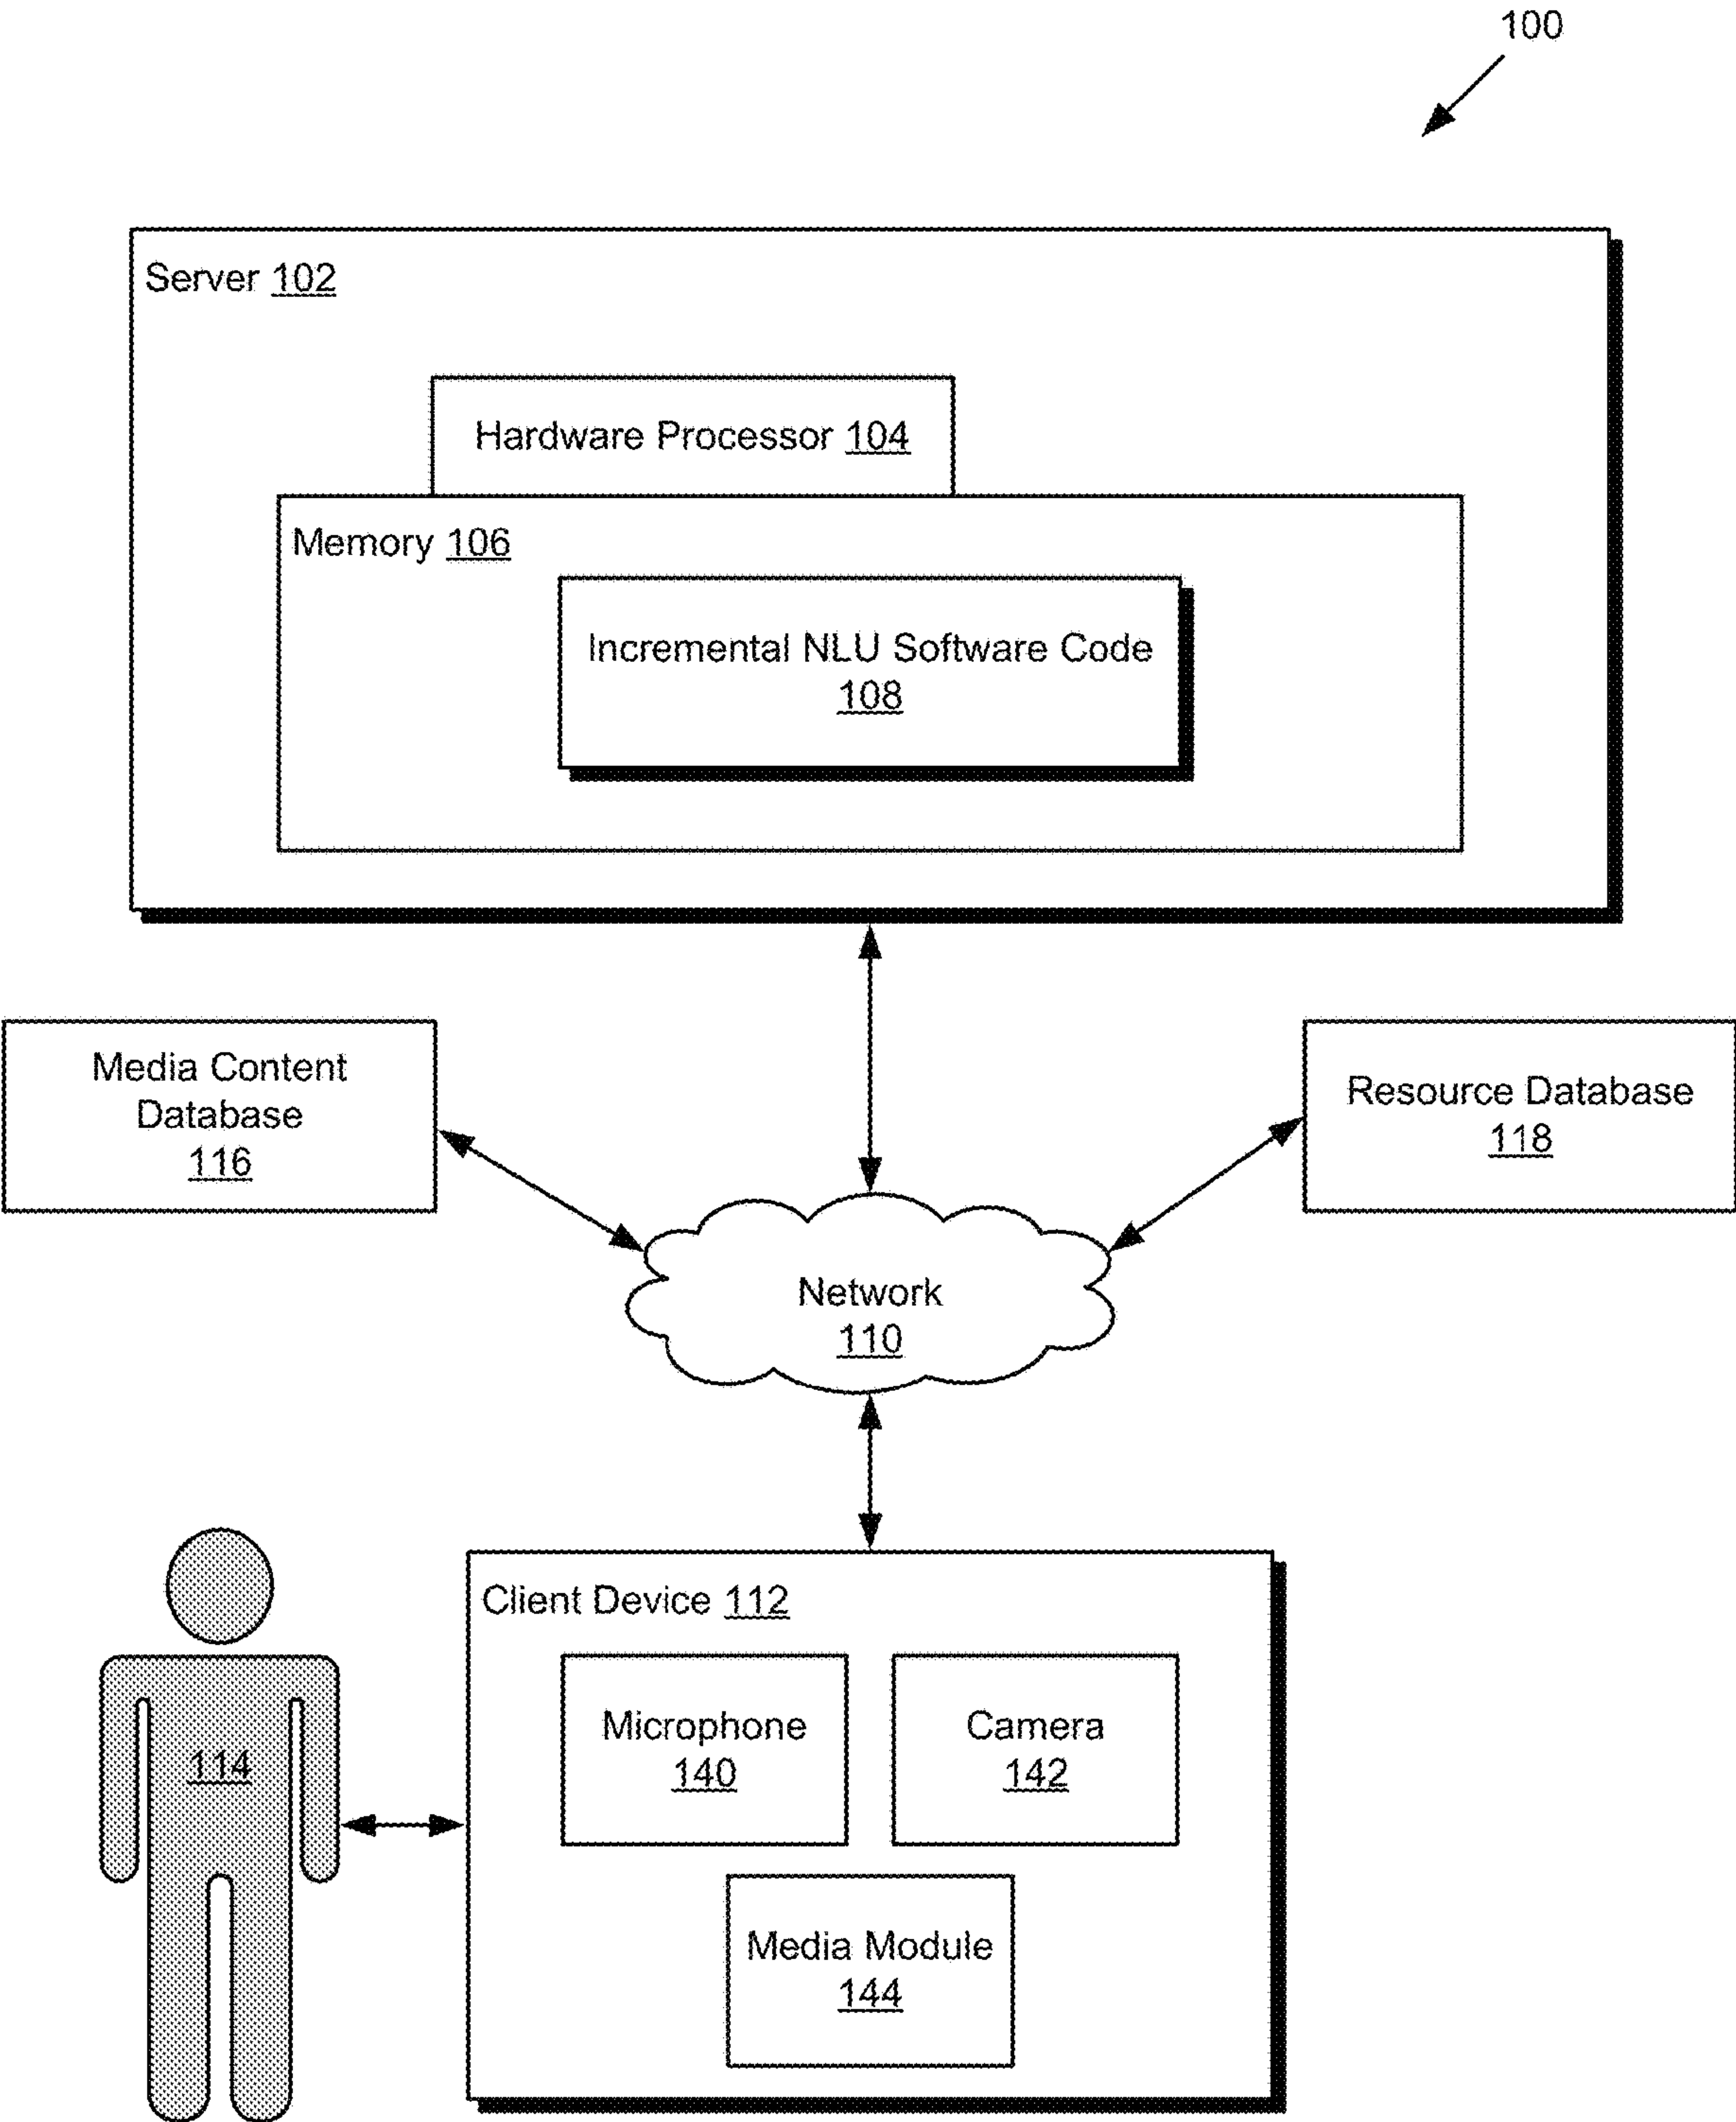 100
Server 102
Hardware Processor 104
Memory 106
Incremental NLU Software Code
108
Media Content
Database
116
Resource Database
118
Network
110
Client Device 112
Microphone
140
Camera
142
114
Media Module
144